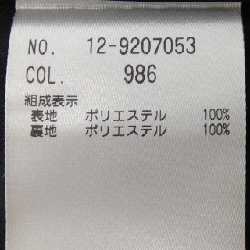 NO. 12-9207053
COL. 986
組成表示
表地 ポリエステル 100%
裏地 ポリエステル 100%